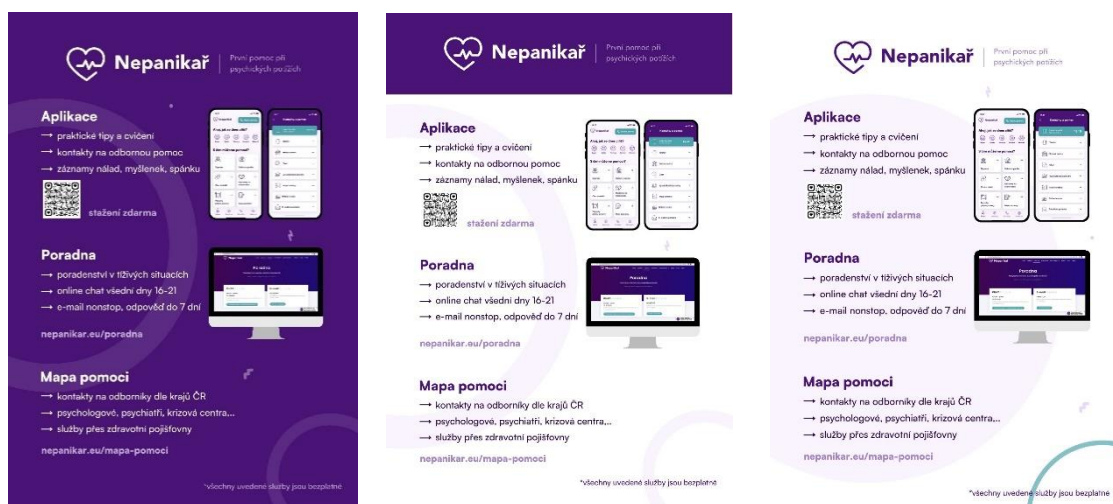 Nepanikař
První pomoc při
psychických potížích
Aplikace
→ praktické tipy a cvičení
→ kontakty na odbornou pomoc
→ záznamy nálad, myšlenek, spánku
stažení zdarma
Poradna
→ poradenství v tíživých situacích
→ online chat všední dny 16-21
→ e-mail nonstop, odpověď do 7 dní
nepanikar.eu/poradna
Mapa pomoci
→ kontakty na odborníky dle krajů ČR
→ psychologové, psychiatři, krizová centra,..
→ služby přes zdravotní pojišťovny
nepanikar.eu/mapa-pomoci
*všechny uvedené služby jsou bezplatné
Nepanikař
První pomoc při
psychických potížích
Aplikace
→ praktické tipy a cvičení
→ kontakty na odbornou pomoc
→ záznamy nálad, myšlenek, spánku
stažení zdarma
Poradna
Poradna
→ poradenství v tíživých situacích
→ online chat všední dny 16-21
→ e-mail nonstop, odpověď do 7 dní
nepanikar.eu/poradna
Mapa pomoci
→ kontakty na odborníky dle krajů ČR
→ psychologové, psychiatři, krizová centra,..
→ služby přes zdravotní pojišťovny
nepanikar.eu/mapa-pomoci
*všechny uvedené služby jsou bezplatné
Nepanikař
První pomoc při
psychických potížích
Aplikace
→ praktické tipy a cvičení
→ kontakty na odbornou pomoc
→ záznamy nálad, myšlenek, spánku
stažení zdarma
Poradna
Poradna
→ poradenství v tíživých situacích
→ online chat všední dny 16-21
→ e-mail nonstop, odpověď do 7 dní
nepanikar.eu/poradna
Mapa pomoci
→ kontakty na odborníky dle krajů ČR
→ psychologové, psychiatři, krizová centra,..
→ služby přes zdravotní pojišťovny
nepanikar.eu/mapa-pomoci
*všechny uvedené služby jsou bezplatné